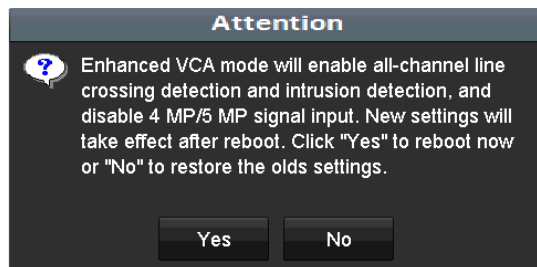 Attention
Enhanced VCA mode will enable all-channel line
crossing detection and intrusion detection, and
disable 4 MP/5 MP signal input. New settings will
take effect after reboot. Click "Yes" to reboot now
or "No" to restore the olds settings.
Yes No